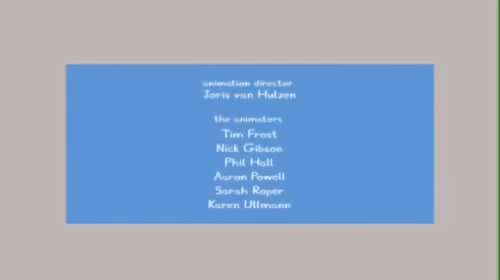 animation director
Joris van Hulzen
the animators
Tim Frost
Nick Gibson
Phil Hall
Aaron Powell
Sarah Roper
Karen Ullmann